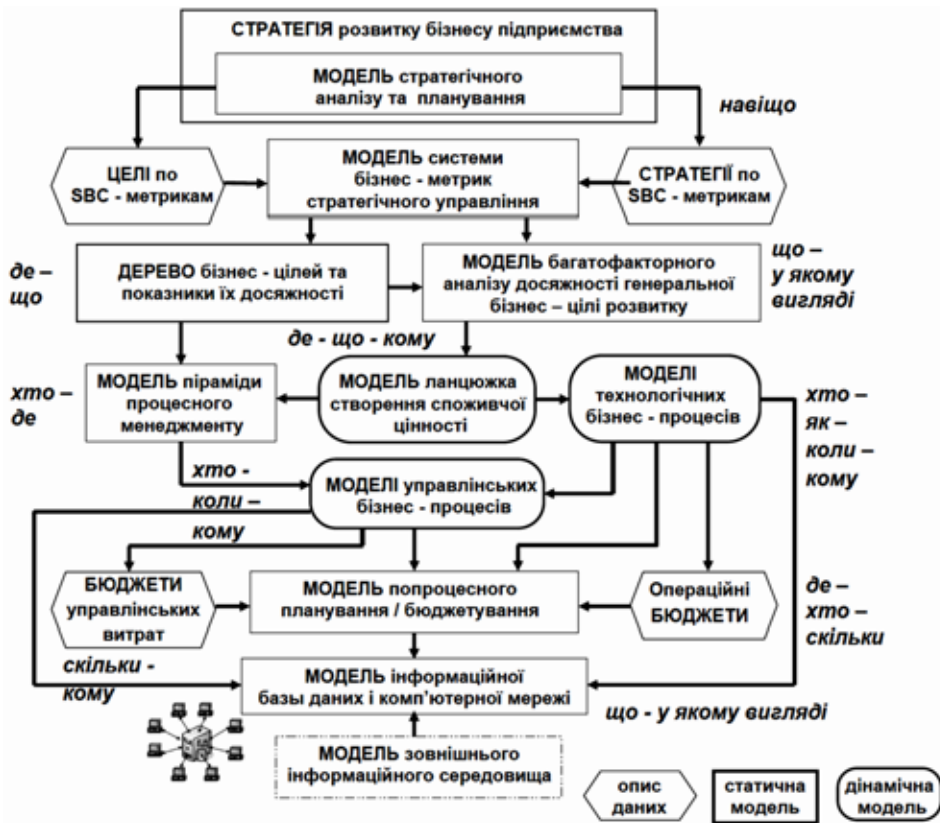 СТРАТЕГІЯ розвитку бізнесу підприємства
МОДЕЛЬ стратегічного
аналізу та планування
навіщо
ЦЕЛІ по
SBC - метрикам
МОДЕЛЬ системи
бізнес - метрик
стратегічного управління
СТРАТЕГІЇ по
SBC - метрикам
де –
що
ДЕРЕВО бізнес - цілей та
показники їх досяжності
МОДЕЛЬ багатофакторного
аналізу досяжності генеральної
бізнес – цілі розвитку
що –
у якому
вигляді
де - що - кому
хто –
де
МОДЕЛЬ піраміди
процесного
менеджменту
МОДЕЛЬ ланцюжка
створення споживчої
цінності
МОДЕЛІ
технологічних
бізнес - процесів
хто –
як –
коли –
кому
хто -
коли –
кому
МОДЕЛІ управлінських
бізнес - процесів
БЮДЖЕТИ
управлінських
витрат
МОДЕЛЬ попроцесного
планування / бюджетування
Операційні
БЮДЖЕТИ
де –
хто –
скільки
скільки -
кому
МОДЕЛЬ інформаційної
базы даних і комп'ютерної мережі
що - у якому вигляді
МОДЕЛЬ зовнішнього
інформаційного середовища
опис
даних
статична
модель
дінамічна
модель